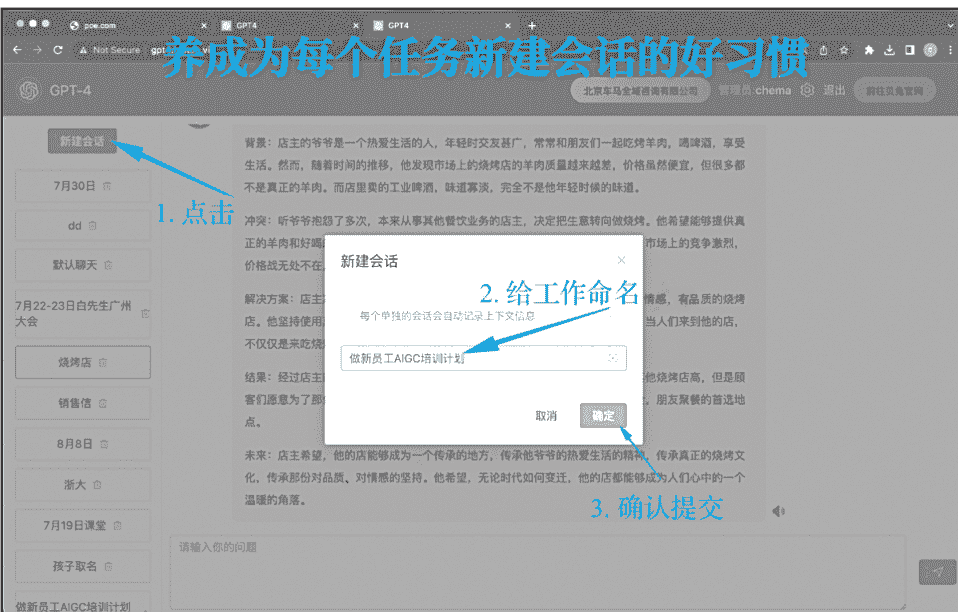 poe.com
GPT4
GPT4
Not Secure
养成为每个任务新建会话的好习惯
GPT-4
北京车马全域咨询有限公司
管理员 chema
退出
前往贝兔官网
新建会话
1. 点击
7月30日
dd
默认聊天
7月22-23日白先生广州
大会
烧烤店
销售信
8月8日
浙大
7月19日课堂
孩子取名
做新员工AIGC培训计划
背景：店主的爷爷是一个热爱生活的人，年轻时交友甚广，常常和朋友们一起吃烤羊肉，喝啤酒，享受
生活。然而，随着时间的推移，他发现市场上的烧烤店的羊肉质量越来越差，价格虽然便宜，但很多都
不是真正的羊肉。而店里卖的工业啤酒，味道寡淡，完全不是他年轻时候的味道。
冲突：听爷爷抱怨了多次，本来从事其他餐饮业务的店主，决定把生意转向做烧烤。他希望能够提供真
正的羊肉和好喝的
市场上的竞争激烈，
价格战无处不在，
解决方案：店主
情感，有品质的烧烤
店。他坚持使用
当人们来到他的店，
不仅仅是来吃烧
结果：经过店主
他烧烤店高，但是顾
客们愿意为了那
朋友聚餐的首选地
点。
未来：店主希望，他的店能够成为一个传承的地方，传承他爷爷的热爱生活的精神，传承真正的烧烤文
化，传承那份对品质、对情感的坚持。他希望，无论时代如何变迁，他的店都能够成为人们心中的一个
温暖的角落。
新建会话
2. 给工作命名
每个单独的会话会自动记录上下文信息
做新员工AIGC培训计划
取消
确定
3. 确认提交
请输入你的问题